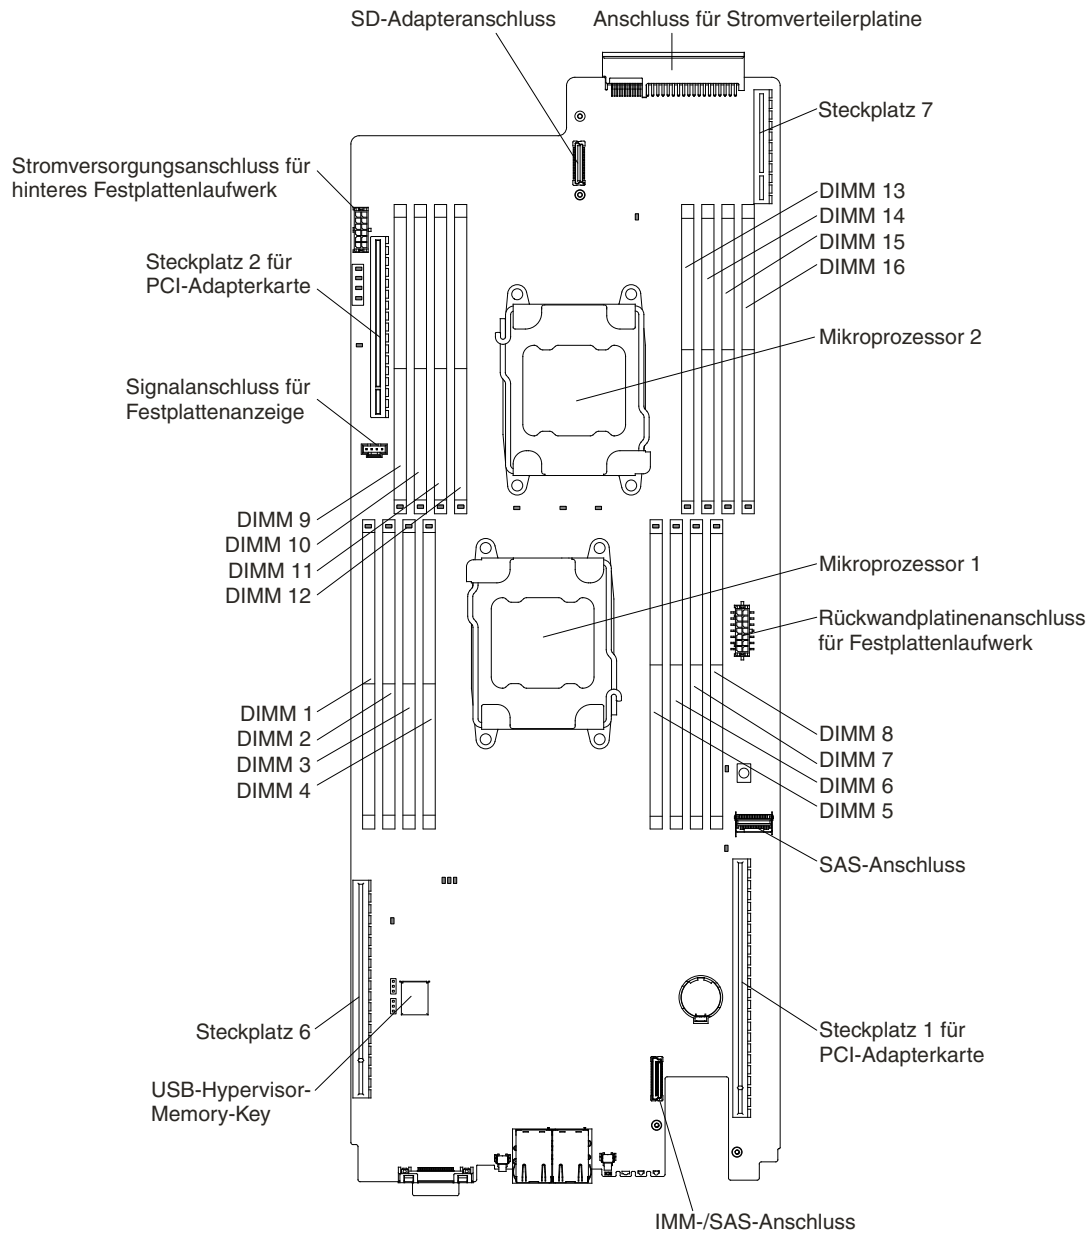 SD-Adapteranschluss
Anschluss für Stromverteilerplatine
Steckplatz 7
Stromversorgungsanschluss für
hinteres Festplattenlaufwerk
DIMM 13
DIMM 14
DIMM 15
DIMM 16
Steckplatz 2 für
PCI-Adapterkarte
Mikroprozessor 2
Signalanschluss für
Festplattenanzeige
DIMM 9
DIMM 10
DIMM 11
DIMM 12
Mikroprozessor 1
Rückwandplatinenanschluss
für Festplattenlaufwerk
DIMM 1
DIMM 2
DIMM 3
DIMM 4
DIMM 8
DIMM 7
DIMM 6
DIMM 5
SAS-Anschluss
Steckplatz 6
Steckplatz 1 für
PCI-Adapterkarte
USB-Hypervisor-
Memory-Key
IMM-/SAS-Anschluss